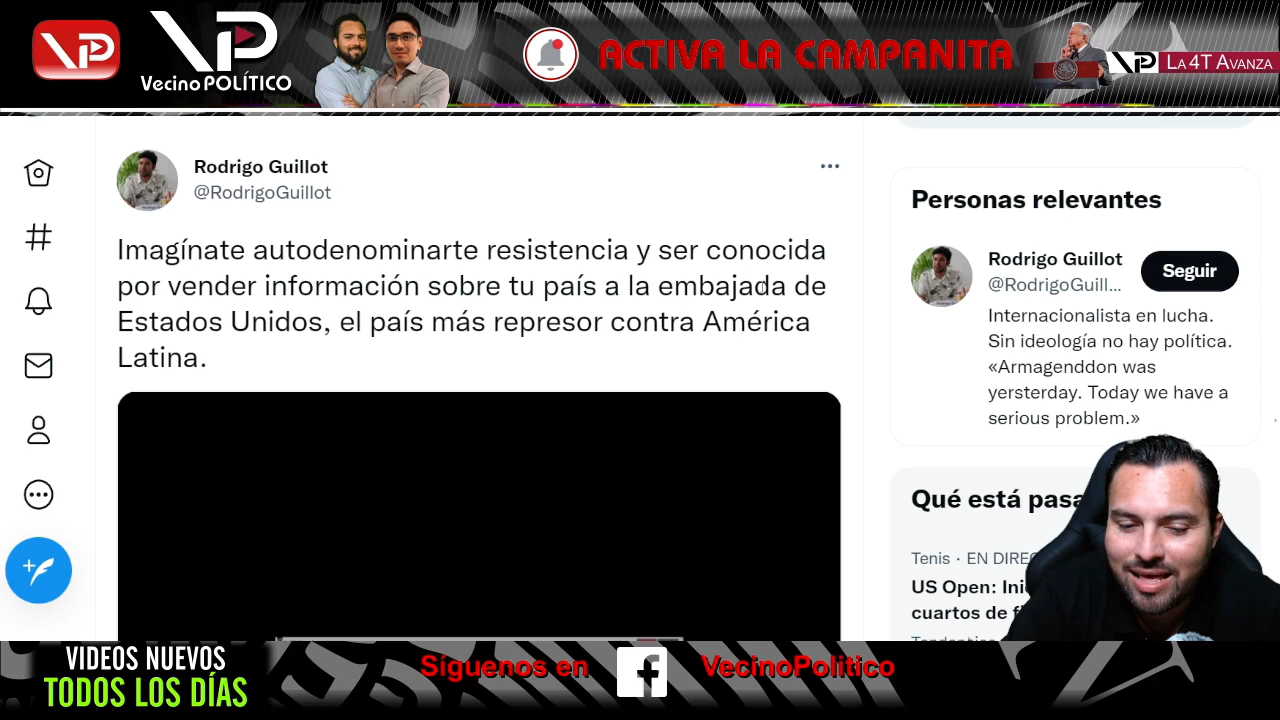 VP
VP
Vecino POLÍTICO
ACTIVA LA CAMPANITA
VP LA 4T AVANZA
Rodrigo Guillot
@RodrigoGuillot
Imagínate autodenominarte resistencia y ser conocida
por vender información sobre tu país a la embajada de
Estados Unidos, el país más represor contra América
Latina.
Personas relevantes
Rodrigo Guillot
@RodrigoGuill...
Seguir
Internacionalista en lucha.
Sin ideología no hay política.
«Armagenddon was
yersterday. Today we have a
serious problem.»
Qué está pasa
Tenis · EN DIREC
US Open: Ini
cuartos de f
VIDEOS NUEVOS
TODOS LOS DÍAS
Síguenos en
VecinoPolitico